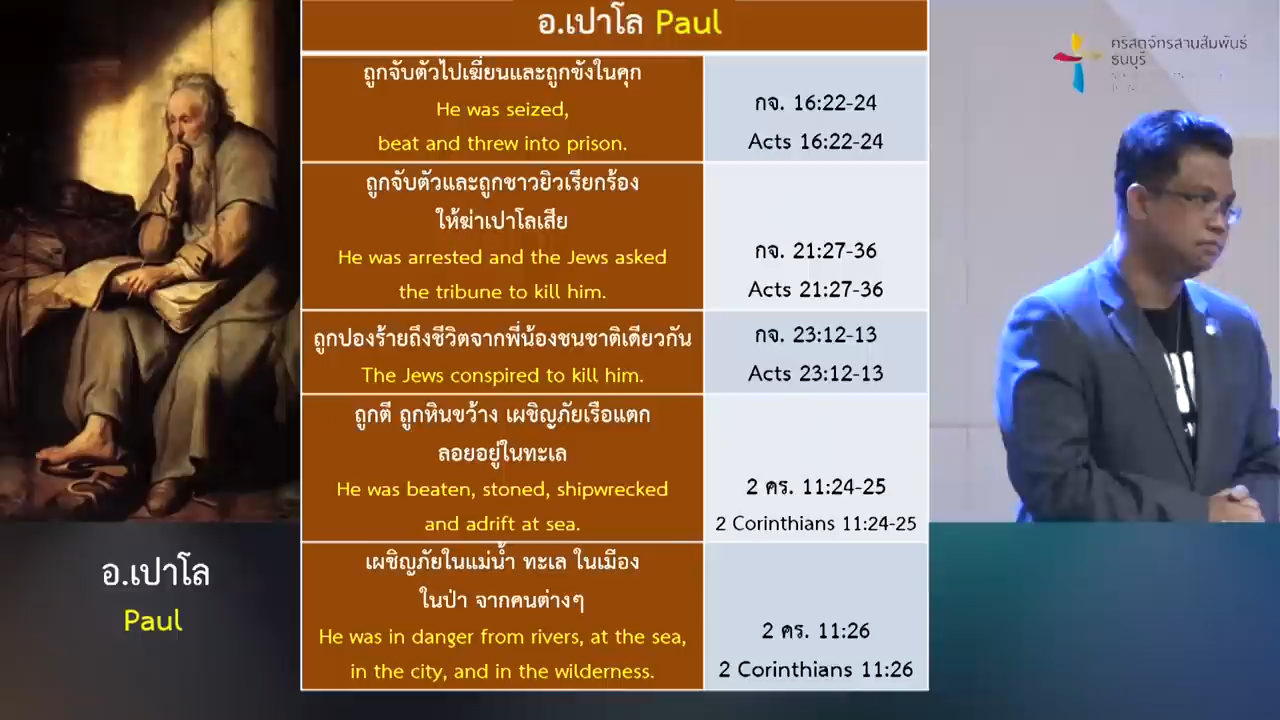 อ.เปาโล Paul
ถูกจับตัวไปเฆี่ยนและถูกขังในคุก
He was seized,
beat and threw into prison.
กจ. 16:22-24
Acts 16:22-24
ถูกจับตัวและถูกชาวยิวเรียกร้อง
ให้ฆ่าเปาโลเสีย
He was arrested and the Jews asked
the tribune to kill him.
กจ. 21:27-36
Acts 21:27-36
ถูกปองร้ายถึงชีวิตจากพี่น้องชนชาติเดียวกัน
The Jews conspired to kill him.
กจ. 23:12-13
Acts 23:12-13
ถูกตี ถูกหินขว้าง เผชิญภัยเรือแตก
ลอยอยู่ในทะเล
He was beaten, stoned, shipwrecked
and adrift at sea.
2 คร. 11:24-25
2 Corinthians 11:24-25
เผชิญภัยในแม่น้ำ ทะเล ในเมือง
ในป่า จากคนต่างๆ
He was in danger from rivers, at the sea,
in the city, and in the wilderness.
2 คร. 11:26
2 Corinthians 11:26
อ.เปาโล
Paul
คริสตจักรสานสัมพันธ์
ธนบุรี